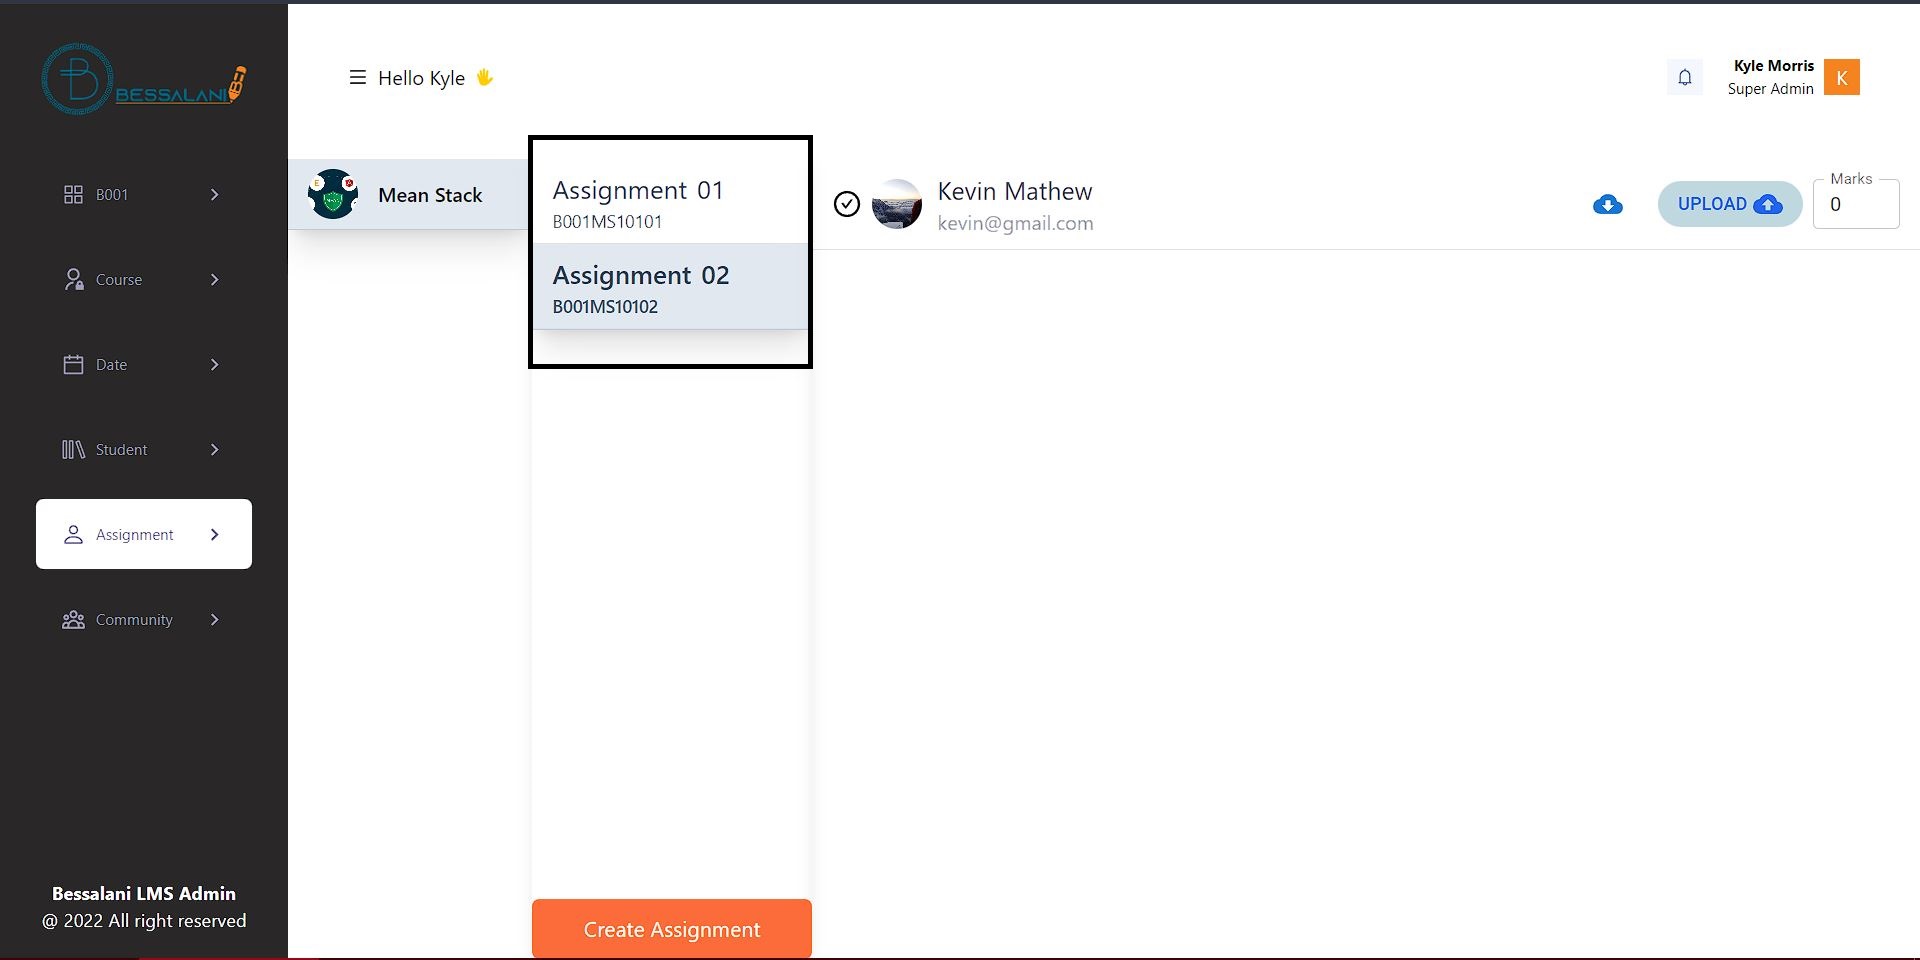 BESSALANI
B001
Course
Date
Student
Assignment
Community
Bessalani LMS Admin
@ 2022 All right reserved
Hello Kyle 🖐
Kyle Morris
Super Admin
K
Mean Stack
Assignment 01
B001MS10101
Assignment 02
B001MS10102
Create Assignment
Kevin Mathew
kevin@gmail.com
UPLOAD
Marks
0